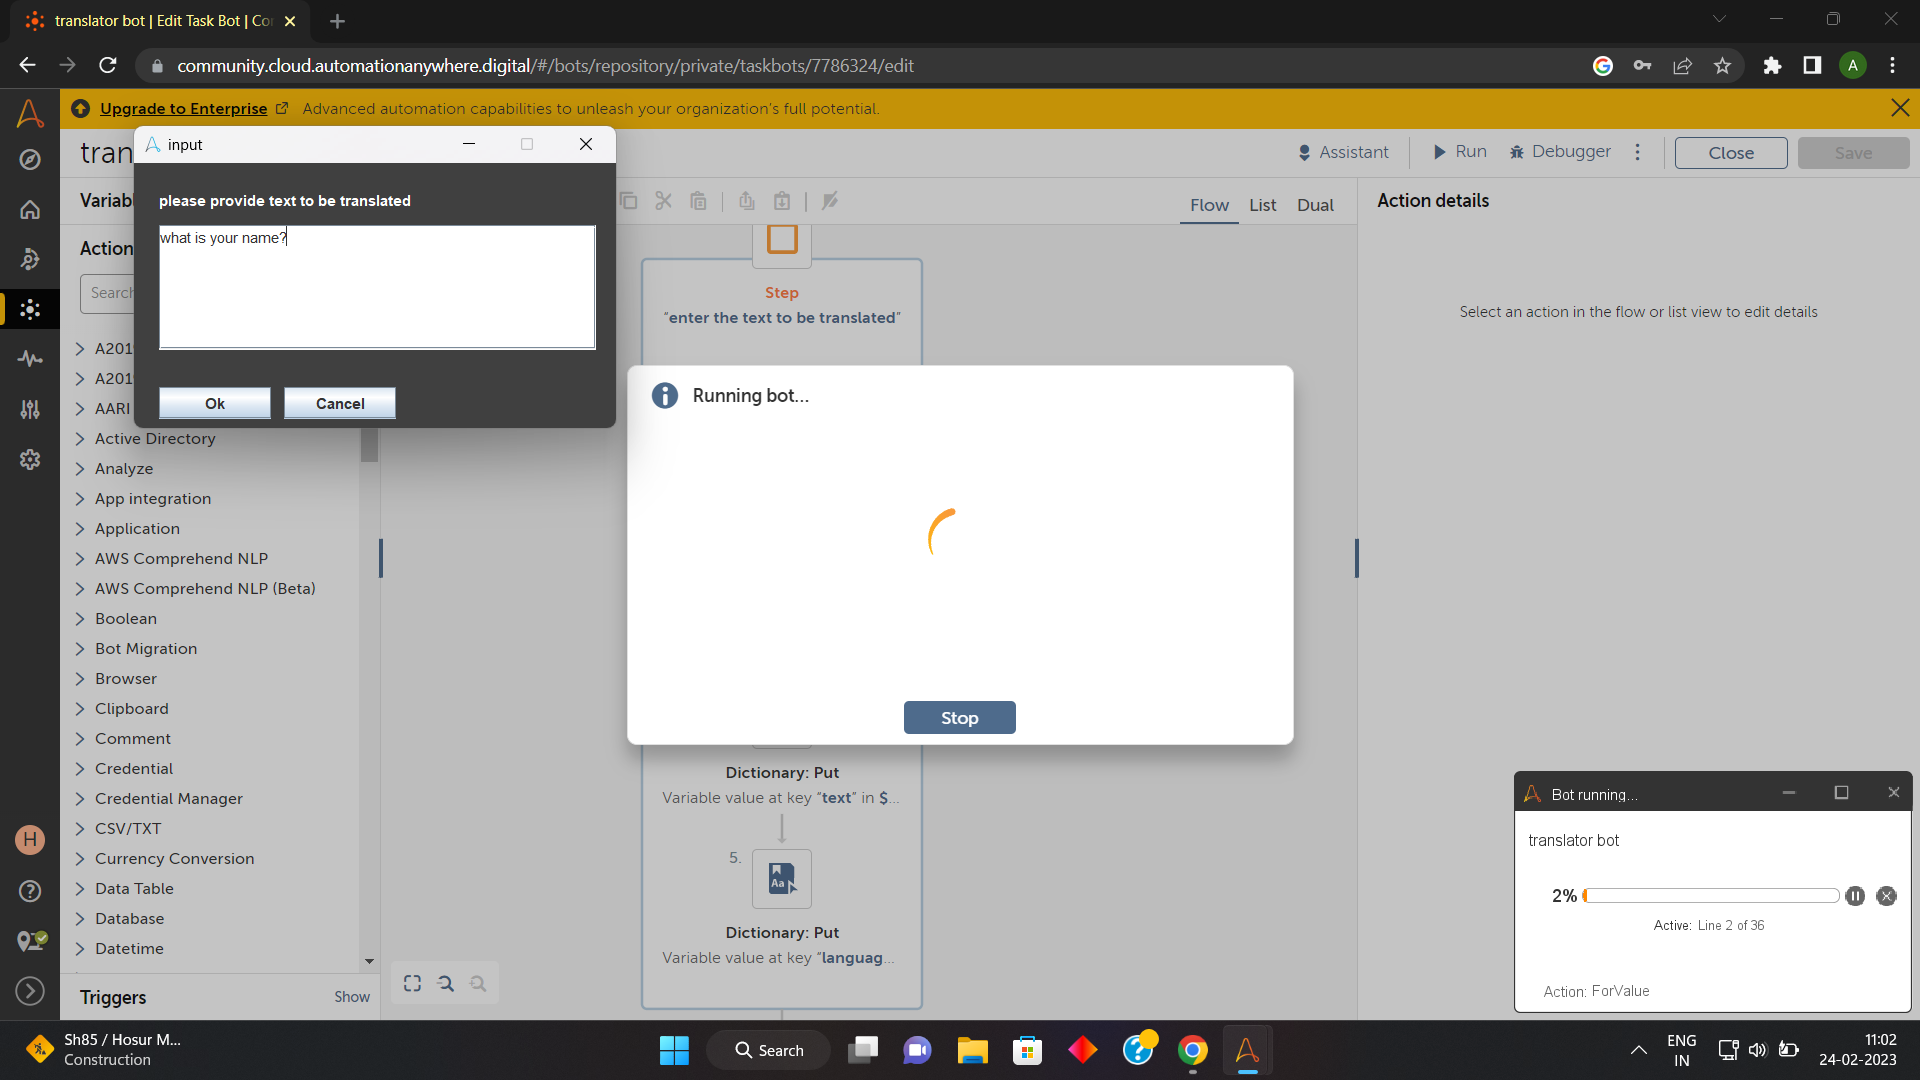 translator bot | Edit Task Bot | Co
community.cloud.automationanywhere.digital/#/bots/repository/private/taskbots/7786324/edit
A
Upgrade to Enterprise
Advanced automation capabilities to unleash your organization's full potential.
tran
Assistant
Run
Debugger
Close
Save
input
please provide text to be translated
what is your name?
Ok
Cancel
Variabl
Flow
List
Dual
Action details
Select an action in the flow or list view to edit details
Action
Search
A201
A201
AARI
Active Directory
Analyze
App integration
Application
AWS Comprehend NLP
AWS Comprehend NLP (Beta)
Boolean
Bot Migration
Browser
Clipboard
Comment
Credential
Credential Manager
CSV/TXT
Currency Conversion
Data Table
Database
Datetime
Triggers
Show
H
Step
"enter the text to be translated"
Running bot...
Stop
Dictionary: Put
Variable value at key "text" in $...
5.
Aa
Dictionary: Put
Variable value at key "languag...
Bot running...
translator bot
2%
Active: Line 2 of 36
Action: ForValue
Sh85 / Hosur M...
Construction
Search
ENG
IN
11:02
24-02-2023